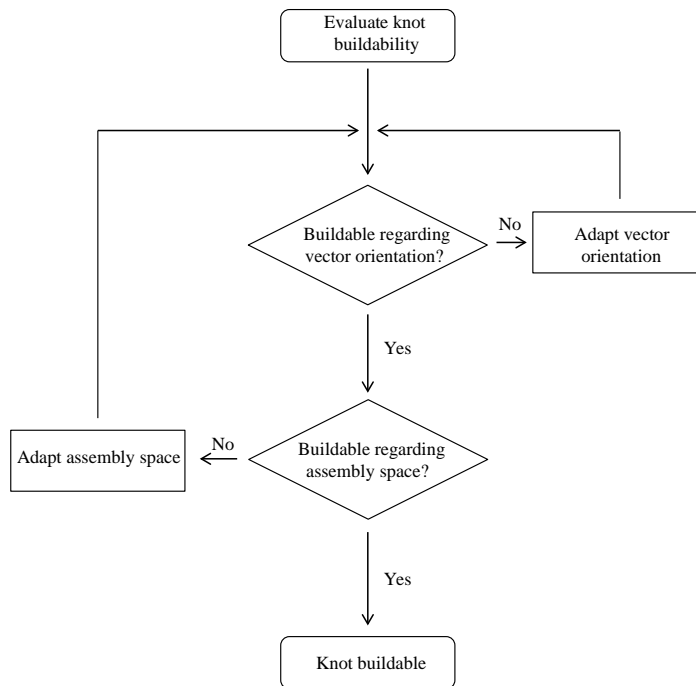 Evaluate knot
buildability
Buildable regarding
vector orientation?
No
Adapt vector
orientation
Yes
Buildable regarding
assembly space?
No
Adapt assembly space
Yes
Knot buildable